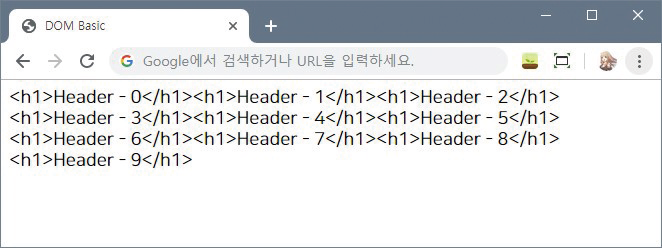 DOM Basic
Google에서 검색하거나 URL을 입력하세요.
<h1>Header - 0</h1><h1>Header - 1</h1><h1>Header - 2</h1>
<h1>Header - 3</h1><h1>Header - 4</h1><h1>Header - 5</h1>
<h1>Header - 6</h1><h1>Header - 7</h1><h1>Header - 8</h1>
<h1>Header - 9</h1>